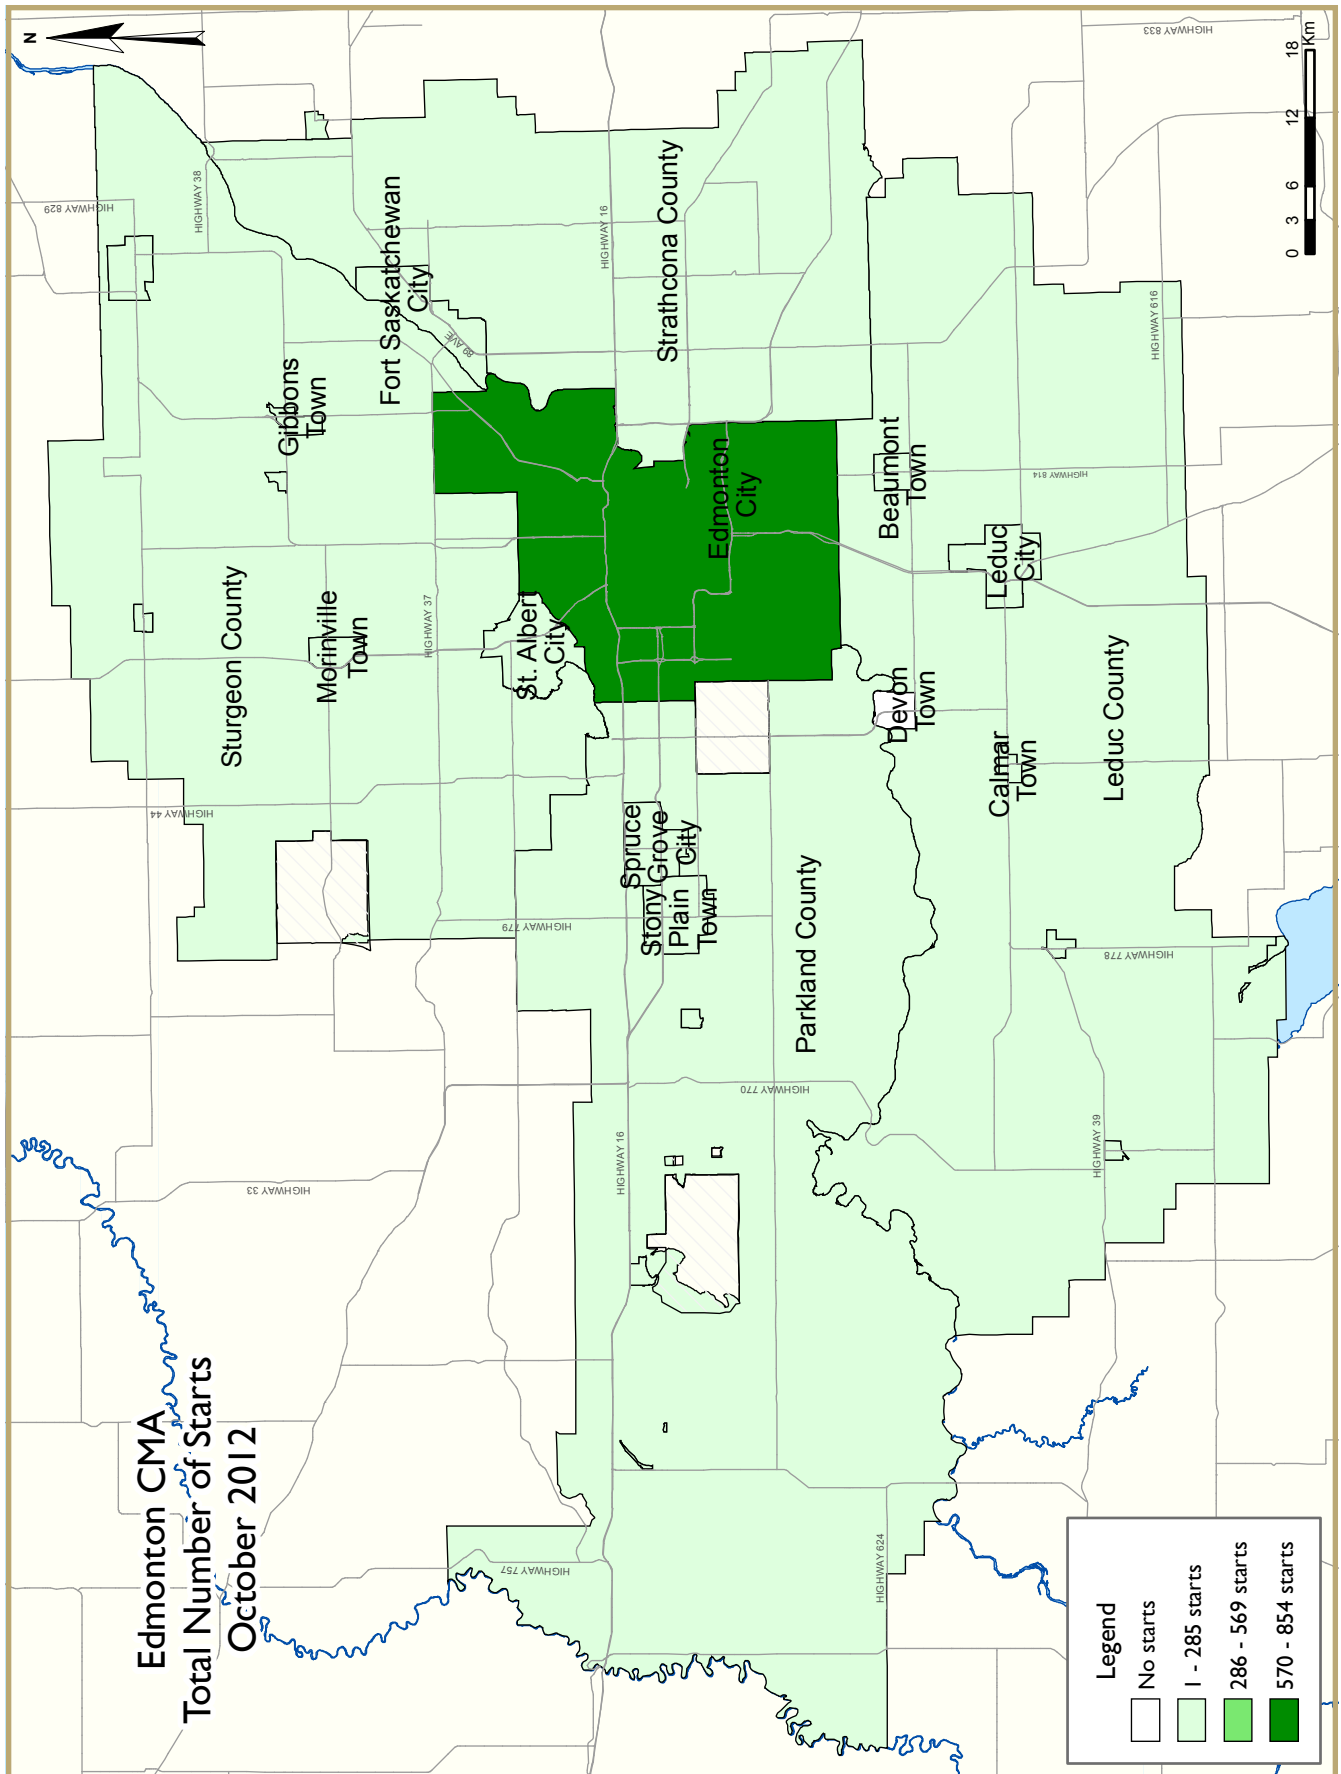 Edmonton CMA
Total Number of Starts
October 2012
N
HIGHWAY 829
HIGHWAY 38
HIGHWAY 44
HIGHWAY 37
HIGHWAY 779
HIGHWAY 33
HIGHWAY 757
HIGHWAY 16
HIGHWAY 16
HIGHWAY 770
HIGHWAY 624
HIGHWAY 39
HIGHWAY 778
HIGHWAY 814
HIGHWAY 616
HIGHWAY 833
89 AVE
Sturgeon County
Morinville
Town
Gibbons
Town
Fort Saskatchewan
City
St. Albert
City
Edmonton
City
Strathcona County
Spruce
Grove
City
Stony
Plain
Town
Parkland County
Devon
Town
Beaumont
Town
Leduc
City
Calmar
Town
Leduc County
0 3 6 12 18
Km
Legend
No starts
1 - 285 starts
286 - 569 starts
570 - 854 starts